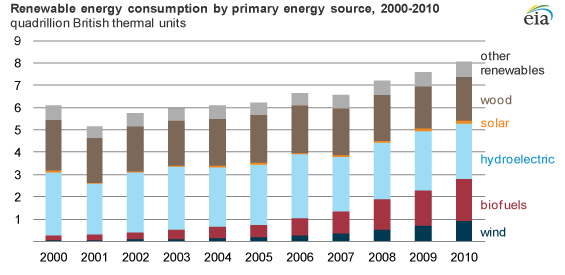 Renewable energy consumption by primary energy source, 2000-2010
quadrillion British thermal units
eia
9
8
7
6
5
4
3
2
1
other
renewables
wood
solar
hydroelectric
biofuels
wind
2000 2001 2002 2003 2004 2005 2006 2007 2008 2009 2010